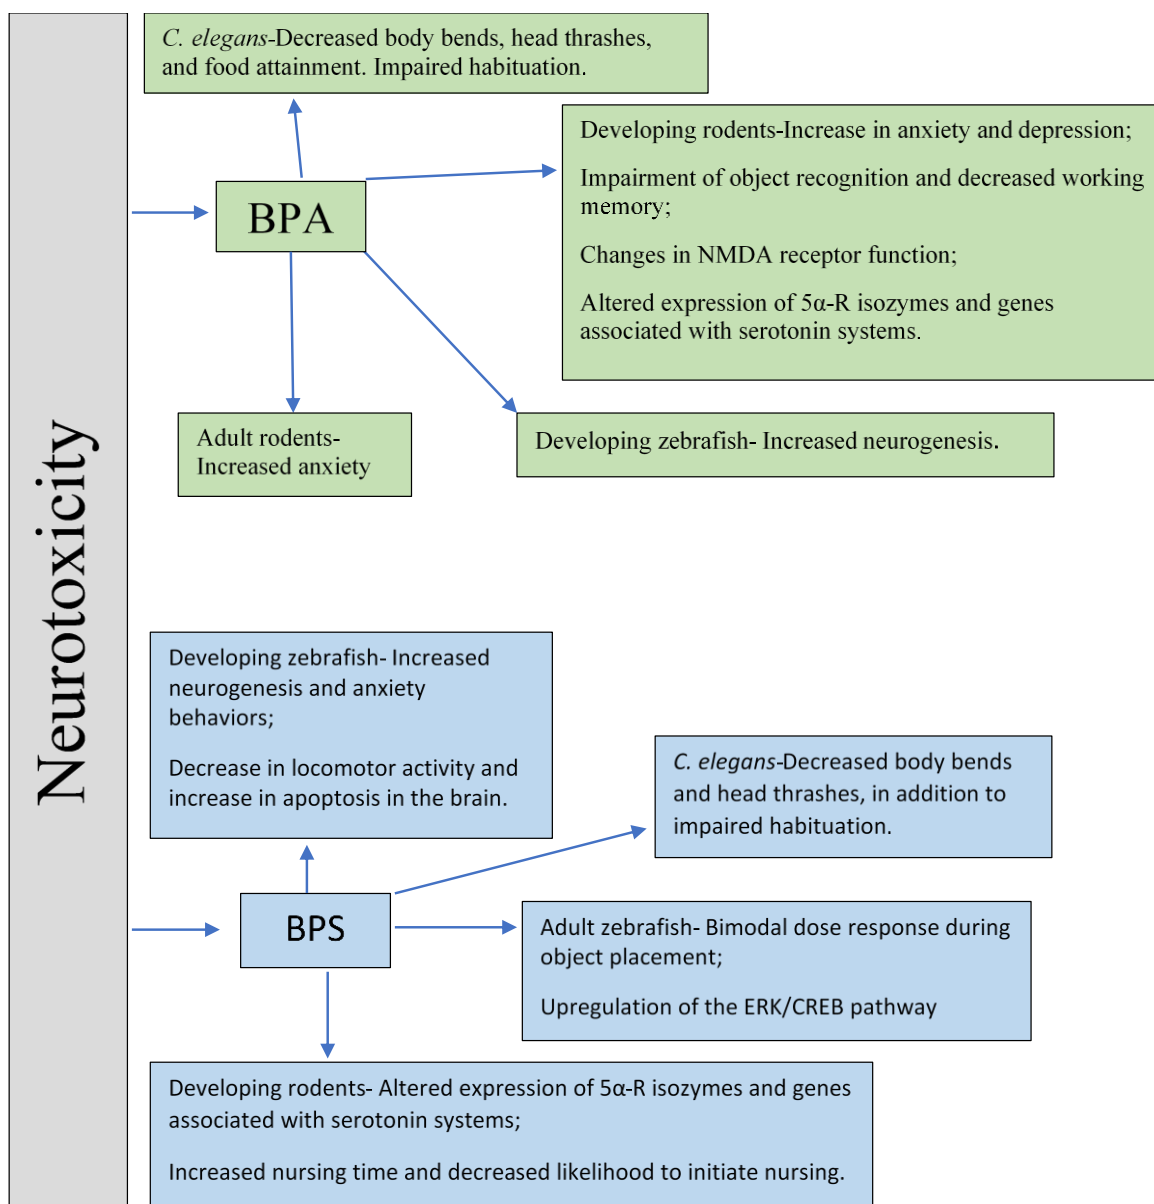 Neurotoxicity
C. elegans-Decreased body bends, head thrashes,
and food attainment. Impaired habituation.
BPA
Developing rodents-Increase in anxiety and depression;
Impairment of object recognition and decreased working
memory;
Changes in NMDA receptor function;
Altered expression of 5α-R isozymes and genes
associated with serotonin systems.
Adult rodents-
Increased anxiety
Developing zebrafish- Increased neurogenesis.
Developing zebrafish- Increased
neurogenesis and anxiety
behaviors;
Decrease in locomotor activity and
increase in apoptosis in the brain.
C. elegans-Decreased body bends
and head thrashes, in addition to
impaired habituation.
BPS
Adult zebrafish- Bimodal dose response during
object placement;
Upregulation of the ERK/CREB pathway
Developing rodents- Altered expression of 5α-R isozymes and genes
associated with serotonin systems;
Increased nursing time and decreased likelihood to initiate nursing.